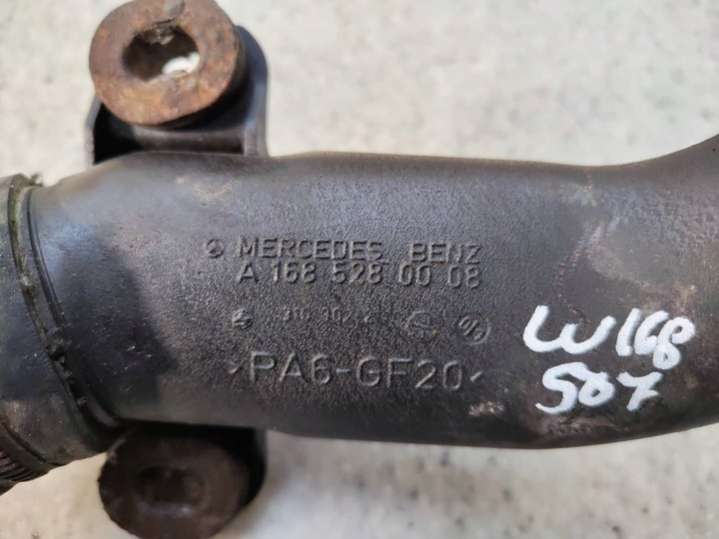 MERCEDES BENZ
A 168 528 00 08
>PA6-GF20<
W168
507